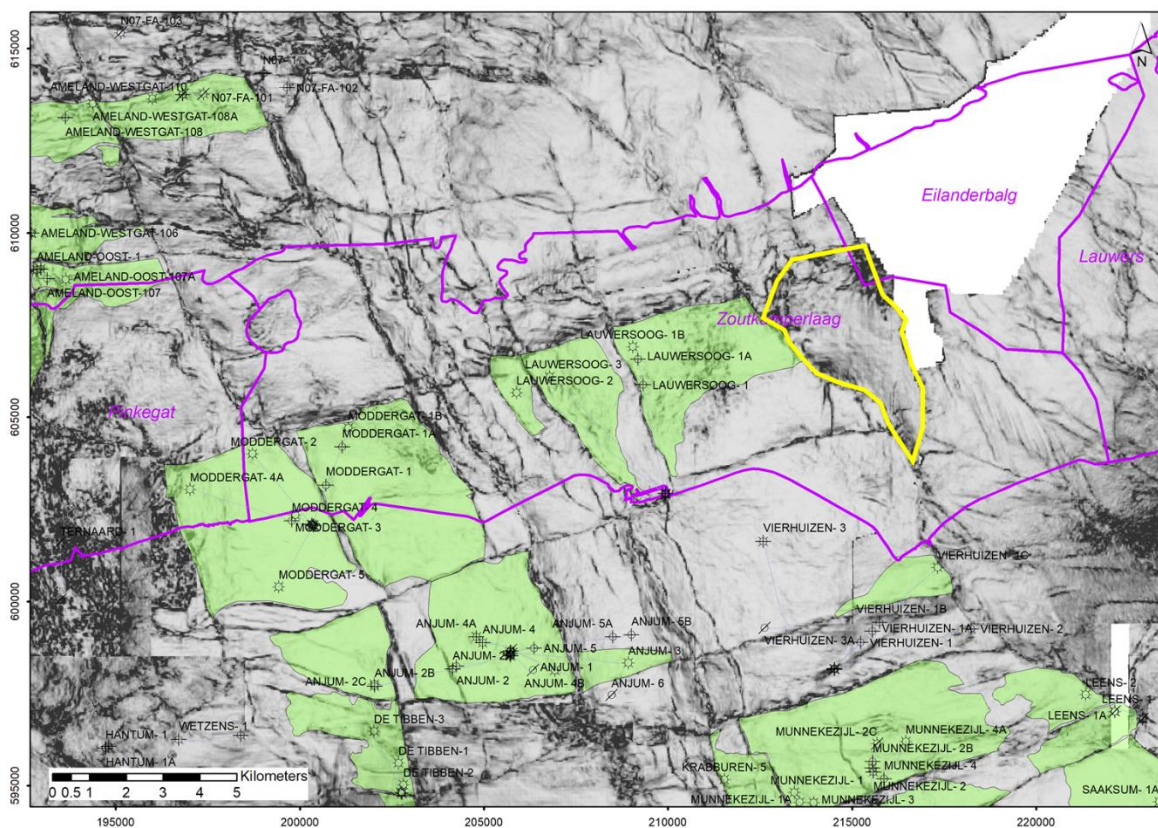 N07-FA-103
615000
N
N07- 1
N07-FA-102
AMELAND-WESTGAT-110
N07-FA-101
AMELAND-WESTGAT-108A
AMELAND-WESTGAT-108
Eilanderbalg
610000
AMELAND-WESTGAT-106
AMELAND-OOST- 1
AMELAND-OOST-107A
AMELAND-OOST-107
Lauwers
Zoutkamperlaag
LAUWERSOOG- 1B
LAUWERSOOG- 1A
LAUWERSOOG- 3
LAUWERSOOG- 2
LAUWERSOOG- 1
605000
Pinkegat
MODDERGAT- 1B
MODDERGAT- 1A
MODDERGAT- 2
MODDERGAT- 1
MODDERGAT- 4A
MODDERGAT- 4
MODDERGAT- 3
TERNAARD- 1
VIERHUIZEN- 3
VIERHUIZEN- 1C
MODDERGAT- 5
600000
VIERHUIZEN- 1B
ANJUM- 4A
ANJUM- 4
ANJUM- 5A
ANJUM- 5B
VIERHUIZEN- 1A
VIERHUIZEN- 2
VIERHUIZEN- 3A
VIERHUIZEN- 1
ANJUM- 5
ANJUM- 3
ANJUM- 1
ANJUM- 2B
ANJUM- 2
ANJUM- 4B
ANJUM- 6
ANJUM- 2C
LEENS- 2
LEENS- 1
LEENS- 1A
DE TIBBEN-3
WETZENS- 1
HANTUM- 1
HANTUM- 1A
MUNNEKEZIJL- 2C
MUNNEKEZIJL- 4A
MUNNEKEZIJL- 2B
DE TIBBEN-1
DE TIBBEN-2
KRABBUREN- 5
MUNNEKEZIJL- 4
MUNNEKEZIJL- 1
MUNNEKEZIJL- 2
MUNNEKEZIJL- 1A
MUNNEKEZIJL- 3
SAAKSUM- 1A
595000
Kilometers
0 0.5 1 2 3 4 5
195000
200000
205000
210000
215000
220000